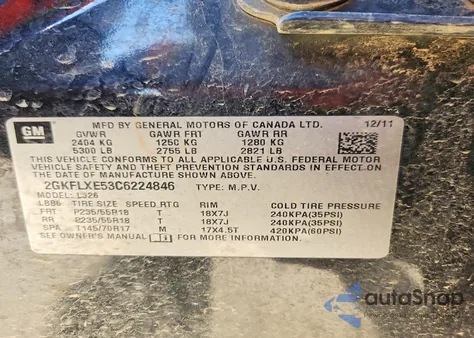 GM
MFD BY GENERAL MOTORS OF CANADA LTD. 12/11
GVWR GAWR FRT GAWR RR
2404 KG 1250 KG 1280 KG
5300 LB 2755 LB 2821 LB
THIS VEHICLE CONFORMS TO ALL APPLICABLE U.S. FEDERAL MOTOR
VEHICLE SAFETY AND THEFT PREVENTION STANDARDS IN EFFECT ON THE
DATE OF MANUFACTURE SHOWN ABOVE.
2GKFLXE53C6224846 TYPE: M.P.V.
MODEL: L326
TIRE SIZE SPEED RTG RIM COLD TIRE PRESSURE
FRT P235/55R18 T 18X7J 240KPA(35PSI)
RR P235/55R18 T 18X7J 240KPA(35PSI)
SPA T145/70R17 M 17X4.5T 420KPA(60PSI)
SEE OWNER'S MANUAL FOR MORE INFORMATION.
autaShop